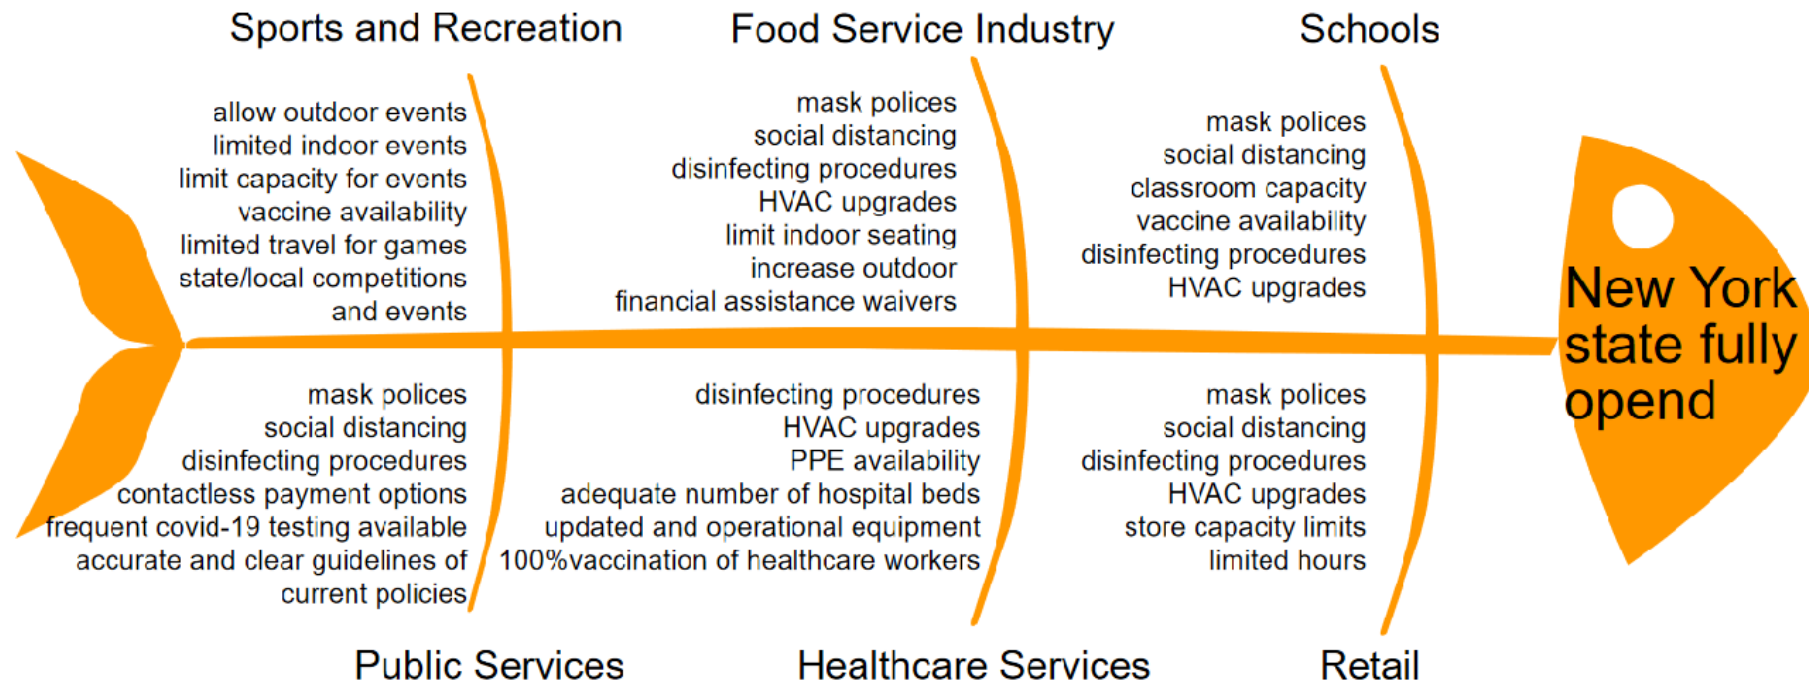 Sports and Recreation
allow outdoor events
limited indoor events
limit capacity for events
vaccine availability
limited travel for games
state/local competitions
and events
Food Service Industry
mask polices
social distancing
disinfecting procedures
HVAC upgrades
limit indoor seating
increase outdoor
financial assistance waivers
Schools
mask polices
social distancing
classroom capacity
vaccine availability
disinfecting procedures
HVAC upgrades
New York
state fully
opend
mask polices
social distancing
disinfecting procedures
contactless payment options
frequent covid-19 testing available
accurate and clear guidelines of
current policies
Public Services
disinfecting procedures
HVAC upgrades
PPE availability
adequate number of hospital beds
updated and operational equipment
100%vaccination of healthcare workers
Healthcare Services
mask polices
social distancing
disinfecting procedures
HVAC upgrades
store capacity limits
limited hours
Retail